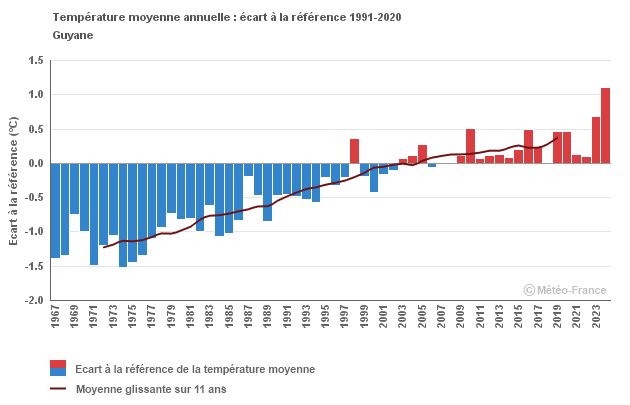 Température moyenne annuelle : écart à la référence 1991-2020
Guyane
Ecart à la référence (°C)
1.5
1.0
0.5
0.0
-0.5
-1.0
-1.5
-2.0
© Météo-France
1967 1969 1971 1973 1975 1977 1979 1981 1983 1985 1987 1989 1991 1993 1995 1997 1999 2001 2003 2005 2007 2009 2011 2013 2015 2017 2019 2021 2023
Ecart à la référence de la température moyenne
Moyenne glissante sur 11 ans